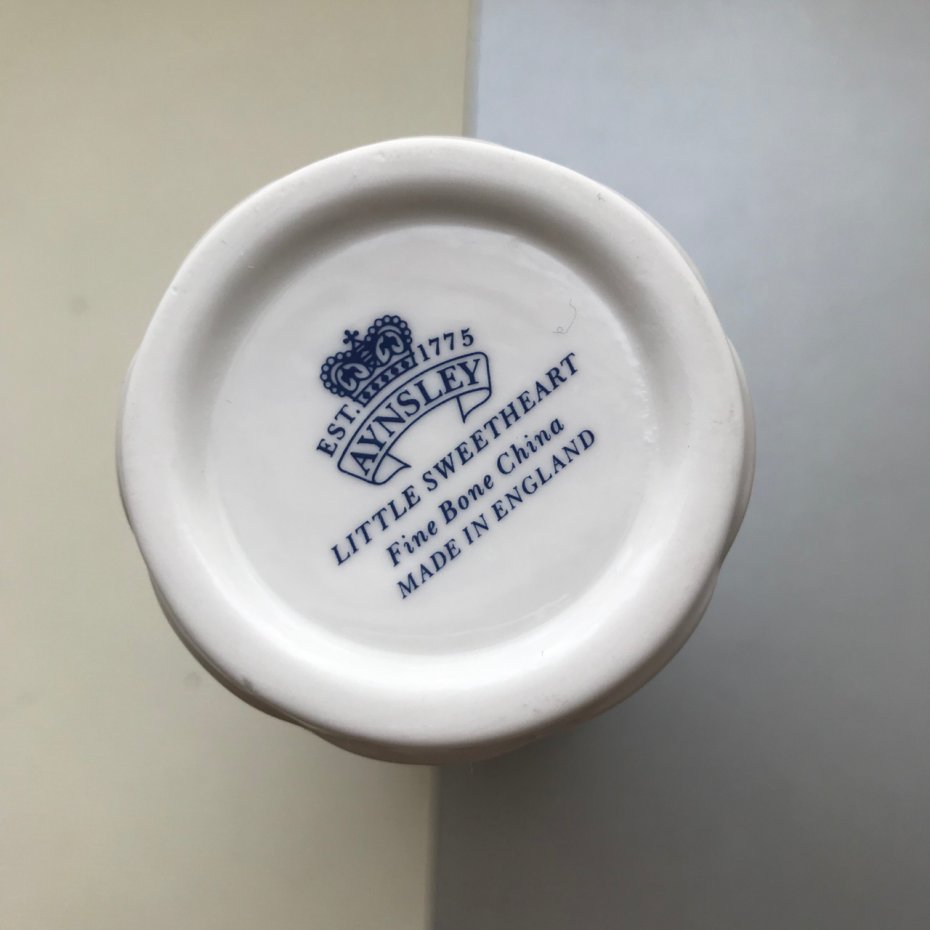 EST. 1775
AYNSLEY
LITTLE SWEETHEART
Fine Bone China
MADE IN ENGLAND